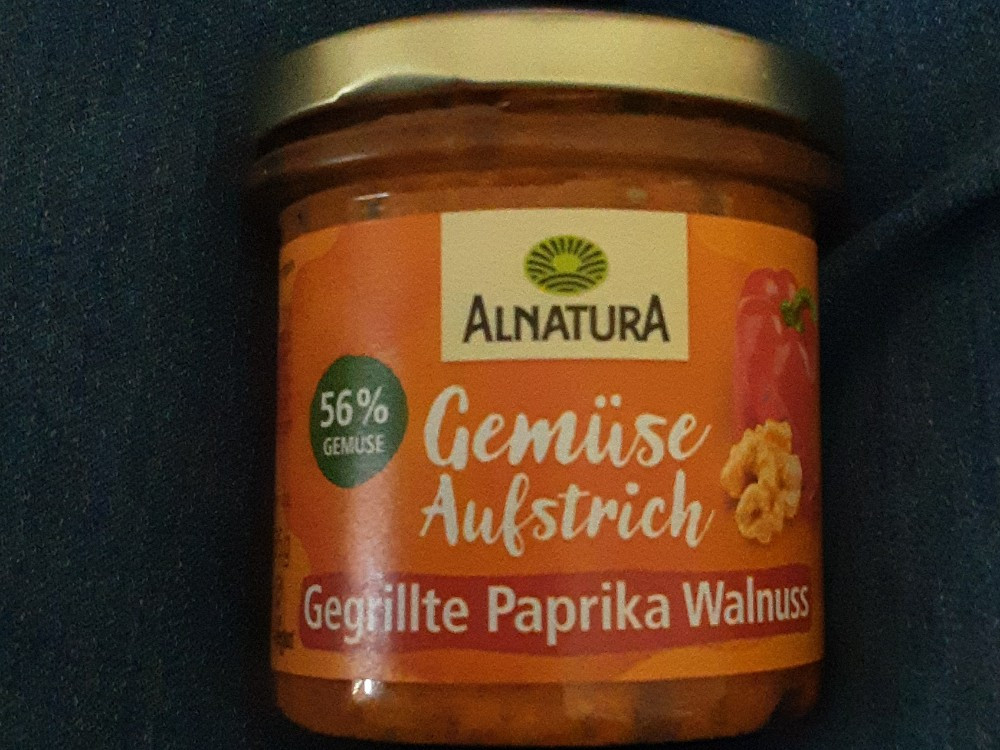 ALNATURA
56%
GEMÜSE
Gemüse
Aufstrich
Gegrillte Paprika Walnuss